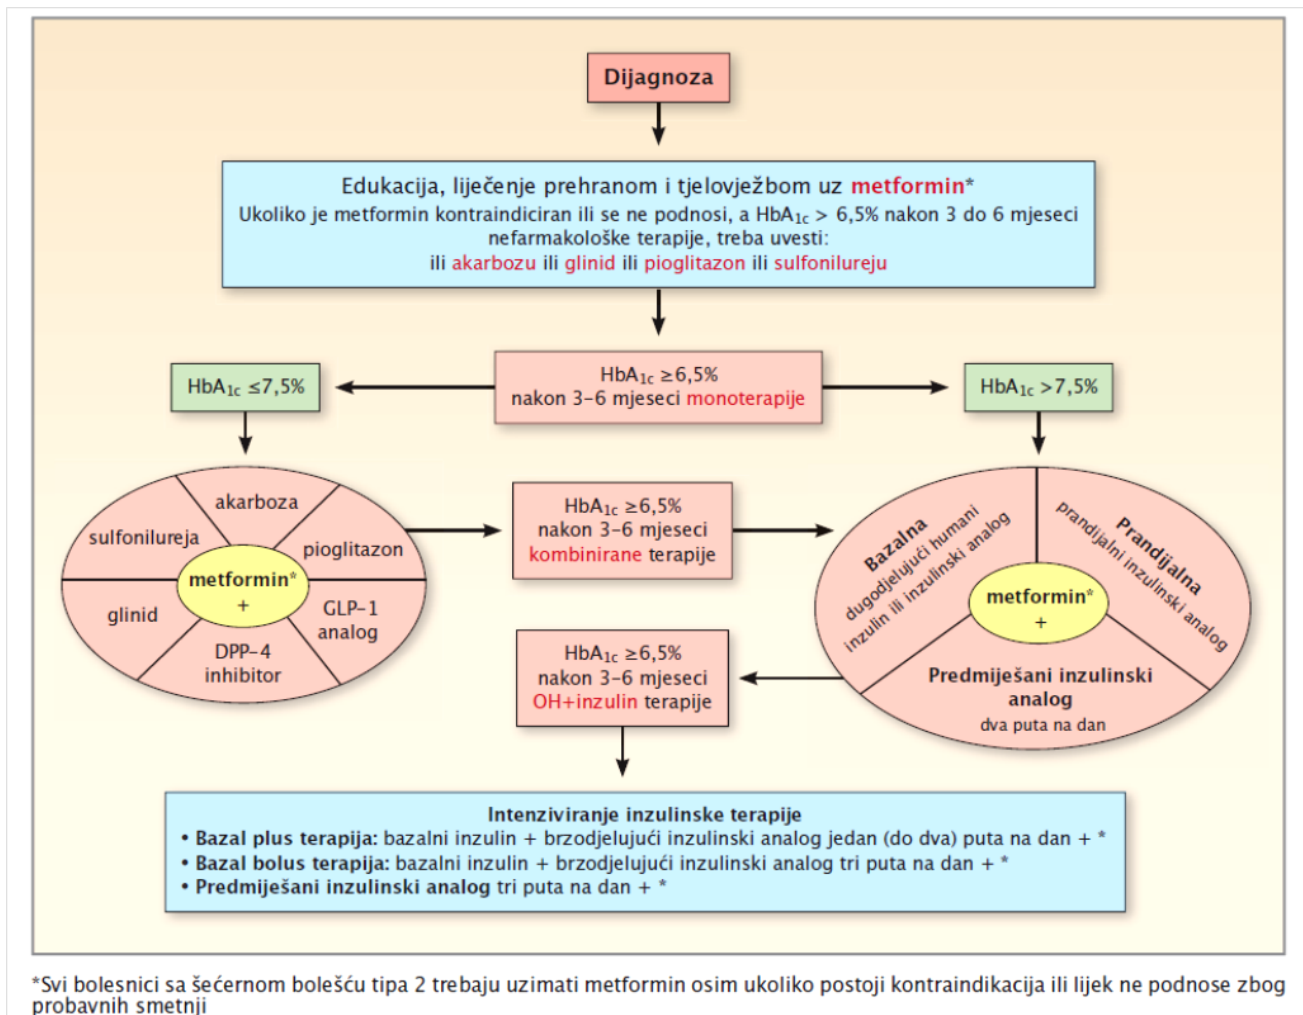 Dijagnoza
Edukacija, liječenje prehranom i tjelovježbom uz metformin*
Ukoliko je metformin kontraindiciran ili se ne podnosi, a HbA1c > 6,5% nakon 3 do 6 mjeseci
nefarmakološke terapije, treba uvesti:
ili akarbozu ili glinid ili pioglitazon ili sulfonilureju
HbA1c ≤7,5%
HbA1c ≥6,5%
nakon 3–6 mjeseci monoterapije
HbA1c >7,5%
sulfonilureja
akarboza
pioglitazon
metformin*
+
glinid
DPP-4
inhibitor
GLP-1
analog
HbA1c ≥6,5%
nakon 3–6 mjeseci
kombinirane terapije
Bazalna
dugodjelujući humani
inzulin ili inzulinski analog
Prandijalna
prandijalni inzulinski analog
metformin*
+
Predmiješani inzulinski
analog
dva puta na dan
HbA1c ≥6,5%
nakon 3–6 mjeseci
OH+inzulin terapije
Intenziviranje inzulinske terapije
• Bazal plus terapija: bazalni inzulin + brzodjelujući inzulinski analog jedan (do dva) puta na dan + *
• Bazal bolus terapija: bazalni inzulin + brzodjelujući inzulinski analog tri puta na dan + *
• Predmiješani inzulinski analog tri puta na dan + *
*Svi bolesnici sa šećernom bolešću tipa 2 trebaju uzimati metformin osim ukoliko postoji kontraindikacija ili lijek ne podnose zbog
probavnih smetnji